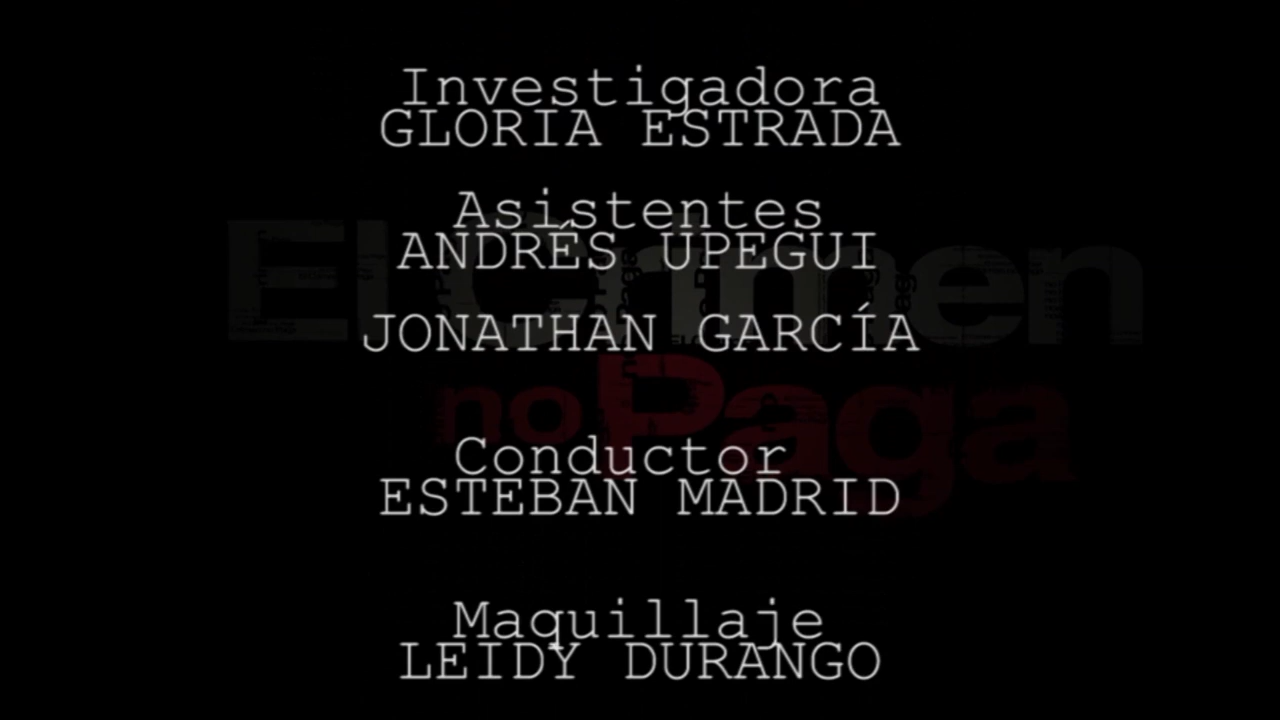 Investigadora
GLORIA ESTRADA
Asistentes
ANDRÉS UPEGUI
JONATHAN GARCÍA
El Crimen
no Paga
Conductor
ESTEBAN MADRID
Maquillaje
LEIDY DURANGO